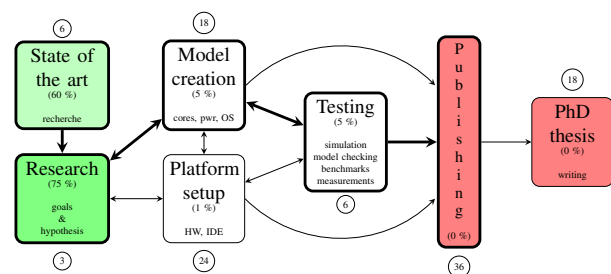 6
State of
the art
(60 %)
recherche
Research
(75 %)
goals
&
hypothesis
3
18
Model
creation
(5 %)
cores, pwr, OS
Platform
setup
(1 %)
HW, IDE
24
Testing
(5 %)
simulation
model checking
benchmarks
measurements
6
P
u
b
l
i
s
h
i
n
g
(0 %)
36
18
PhD
thesis
(0 %)
writing